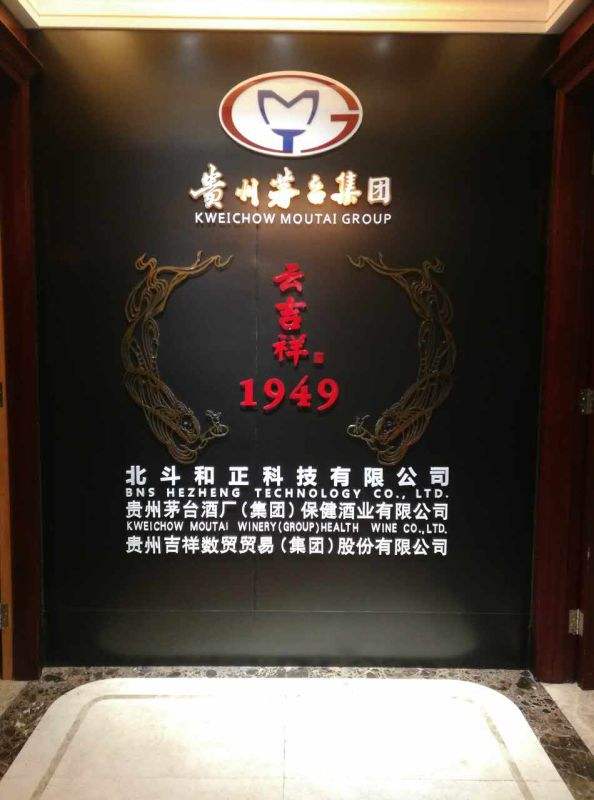 贵州茅台集团
KWEICHOW MOUTAI GROUP
云吉祥
1949
北斗和正科技有限公司
BNS HEZHENG TECHNOLOGY CO., LTD.
贵州茅台酒厂（集团）保健酒业有限公司
KWEICHOW MOUTAI WINERY(GROUP)HEALTH WINE CO.,LTD.
贵州吉祥数贸贸易（集团）股份有限公司